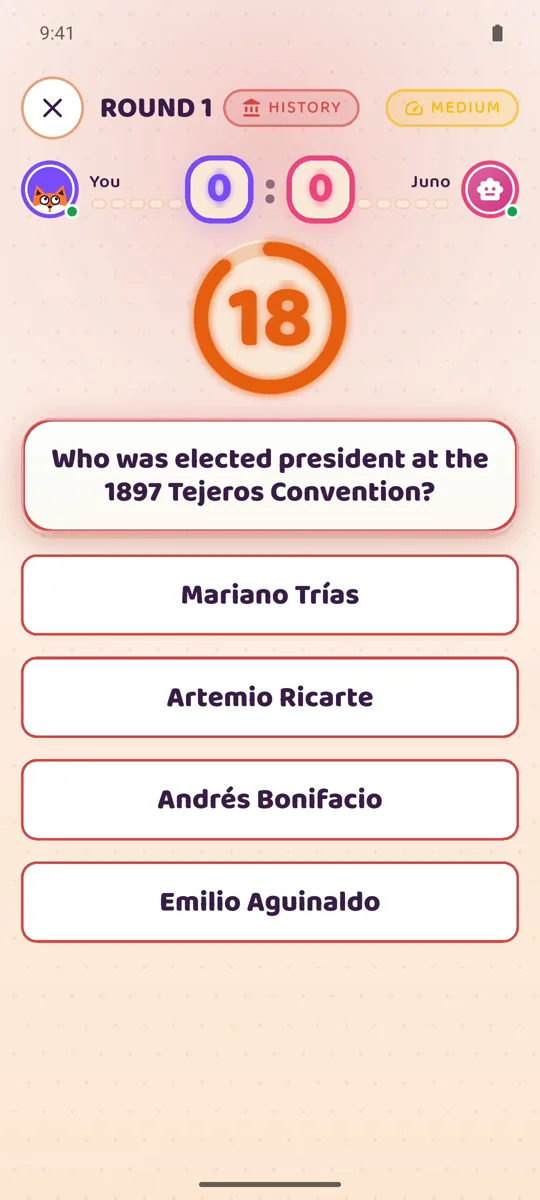 9:41
ROUND 1
HISTORY
MEDIUM
You
0 : 0
Juno
18
Who was elected president at the
1897 Tejeros Convention?
Mariano Trías
Artemio Ricarte
Andrés Bonifacio
Emilio Aguinaldo